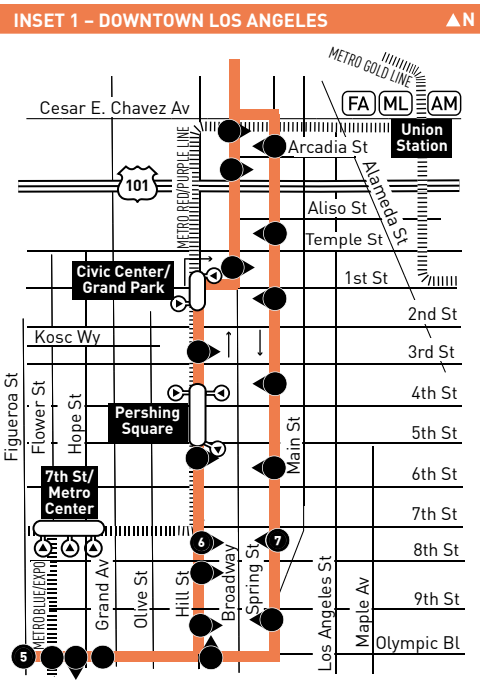 INSET 1 – DOWNTOWN LOS ANGELES
N
METRO GOLD LINE
FA
ML
AM
Cesar E. Chavez Av
Union
Station
Arcadia St
METRO RED/PURPLE LINE
Alameda St
101
Aliso St
Temple St
Civic Center/
Grand Park
1st St
2nd St
Kosc Wy
3rd St
4th St
Figueroa St
Flower St
Hope St
Pershing
Square
5th St
Main St
6th St
7th St/
Metro
Center
7th St
6
7
8th St
METRO BLUE/EXPO
Grand Av
Olive St
Hill St
Broadway
Spring St
Los Angeles St
Maple Av
9th St
Olympic Bl
5